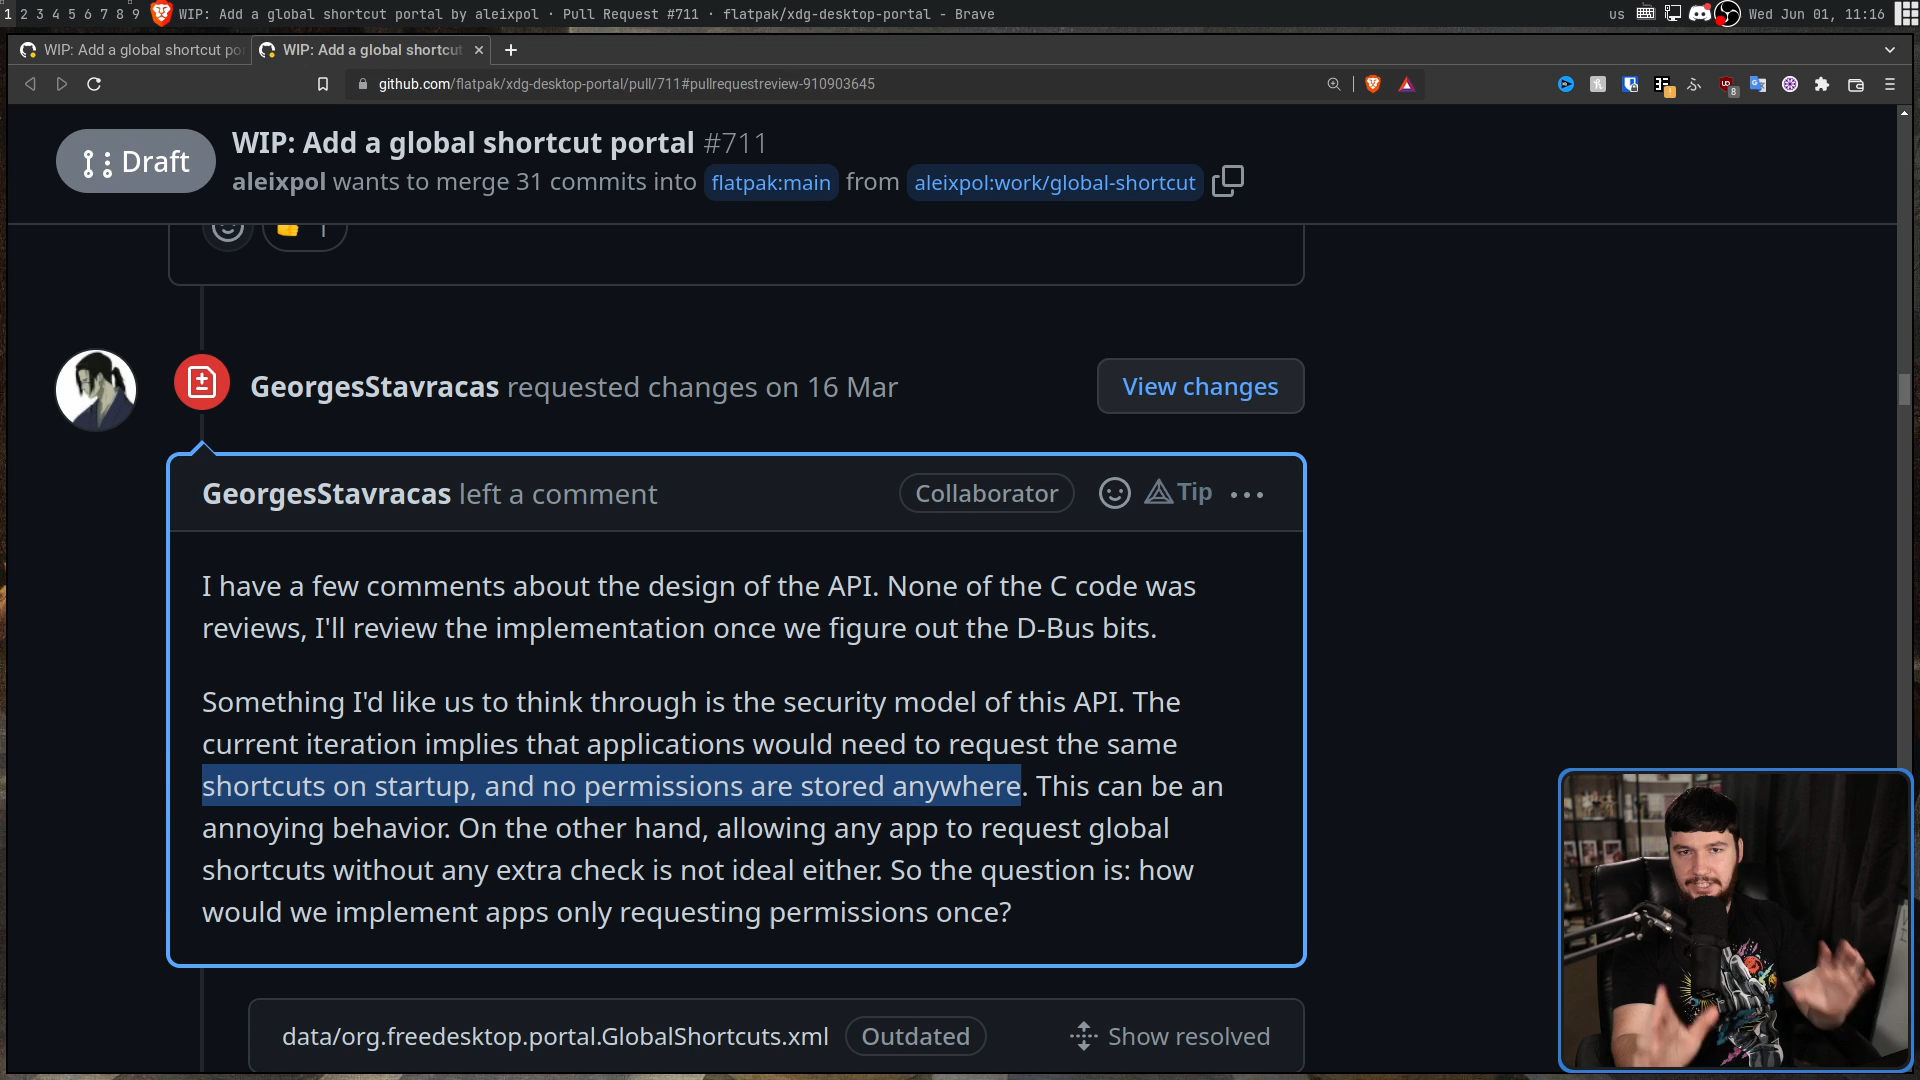 1 2 3 4 5 6 7 8 9 WIP: Add a global shortcut portal by aleixpol · Pull Request #711 · flatpak/xdg-desktop-portal - Brave us Wed Jun 01, 11:16
WIP: Add a global shortcut po
WIP: Add a global shortcut
github.com/flatpak/xdg-desktop-portal/pull/711#pullrequestreview-910903645
8
Draft
WIP: Add a global shortcut portal #711
aleixpol wants to merge 31 commits into flatpak:main from aleixpol:work/global-shortcut
1
GeorgesStavracas requested changes on 16 Mar
View changes
GeorgesStavracas left a comment
Collaborator
Tip
I have a few comments about the design of the API. None of the C code was
reviews, I'll review the implementation once we figure out the D-Bus bits.
Something I'd like us to think through is the security model of this API. The
current iteration implies that applications would need to request the same
shortcuts on startup, and no permissions are stored anywhere. This can be an
annoying behavior. On the other hand, allowing any app to request global
shortcuts without any extra check is not ideal either. So the question is: how
would we implement apps only requesting permissions once?
data/org.freedesktop.portal.GlobalShortcuts.xml
Outdated
Show resolved